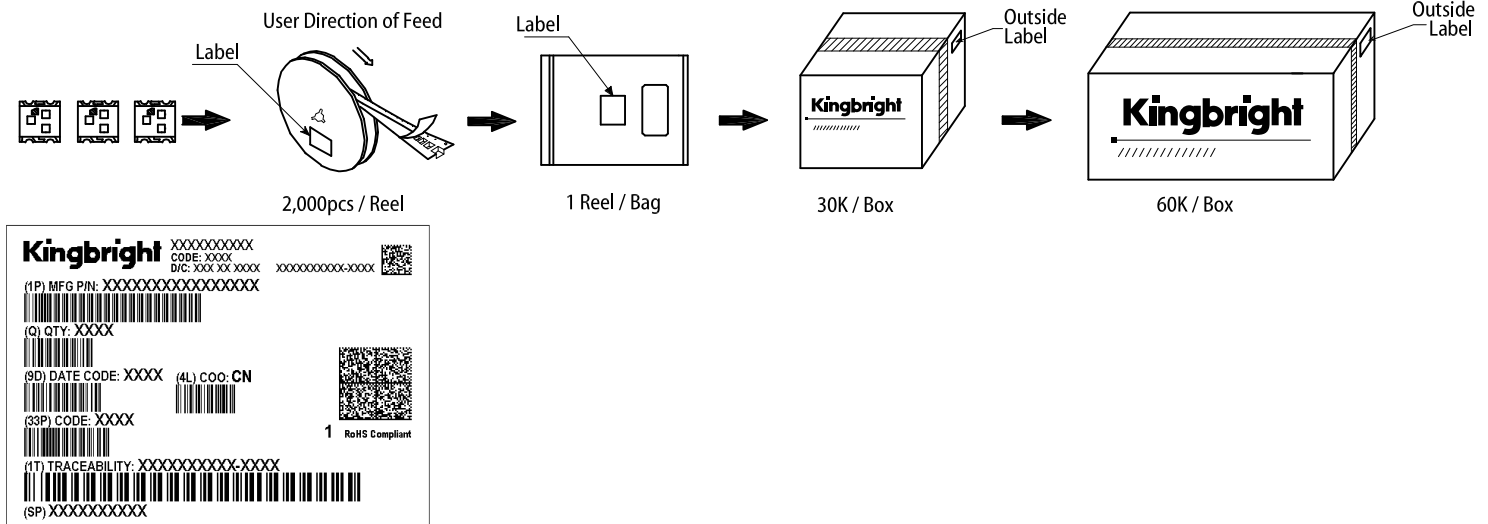 User Direction of Feed
Label
Label
Outside
Label
Outside
Label
Kingbright
Kingbright
2,000pcs / Reel
1 Reel / Bag
30K / Box
60K / Box
Kingbright
XXXXXXXXXX
CODE: XXXX
D/C: XXX XX XXXX XXXXXXXXXX-XXXX
(1P) MFG P/N: XXXXXXXXXXXXXXXX
(Q) QTY: XXXX
(9D) DATE CODE: XXXX (4L) COO: CN
(33P) CODE: XXXX
1 RoHS Compliant
(1T) TRACEABILITY: XXXXXXXXXX-XXXX
(SP) XXXXXXXXXX